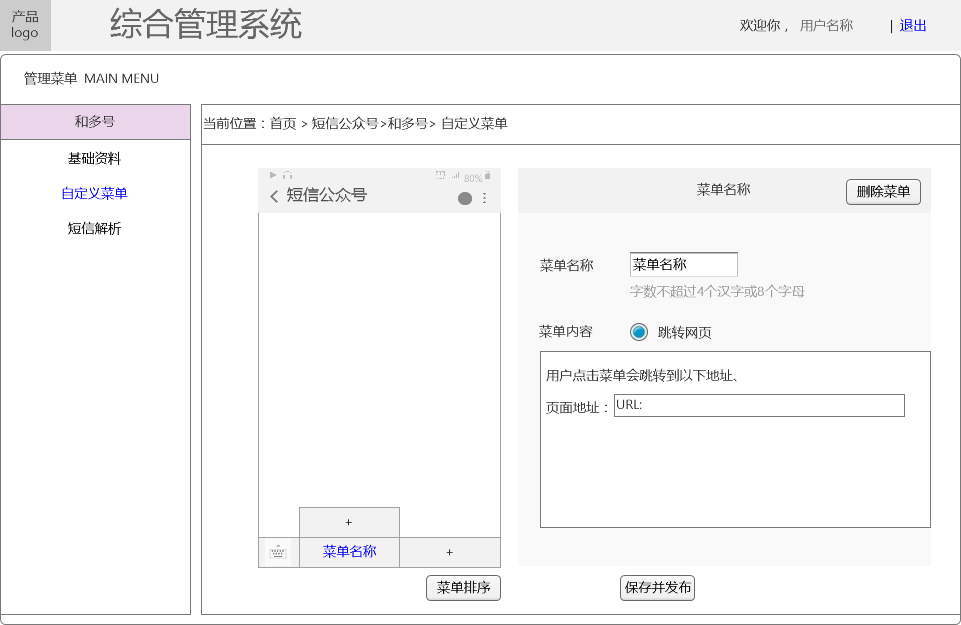 产品
logo
综合管理系统
欢迎你， 用户名称 | 退出
管理菜单 MAIN MENU
和多号
基础资料
自定义菜单
短信解析
当前位置：首页 > 短信公众号>和多号> 自定义菜单
80%
短信公众号
+
菜单名称
+
菜单排序
菜单名称
删除菜单
菜单名称
菜单名称
字数不超过4个汉字或8个字母
菜单内容
跳转网页
用户点击菜单会跳转到以下地址、
页面地址：
URL:
保存并发布